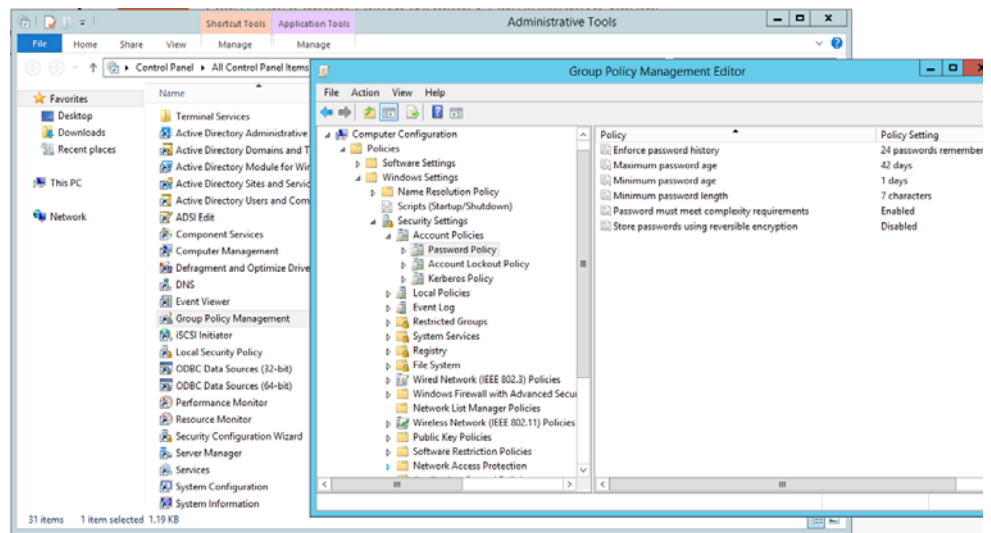 Shortcut Tools
Application Tools
Administrative Tools
File
Home
Share
View
Manage
Manage
Control Panel
All Control Panel Items
Favorites
Desktop
Downloads
Recent places
This PC
Network
Name
Terminal Services
Active Directory Administrative
Active Directory Domains and T
Active Directory Module for Wir
Active Directory Sites and Servic
Active Directory Users and Com
ADSI Edit
Component Services
Computer Management
Defragment and Optimize Drive
DNS
Event Viewer
Group Policy Management
iSCSI Initiator
Local Security Policy
ODBC Data Sources (32-bit)
ODBC Data Sources (64-bit)
Performance Monitor
Resource Monitor
Security Configuration Wizard
Server Manager
Services
System Configuration
System Information
31 items
1 item selected 1.19 KB
Group Policy Management Editor
File
Action
View
Help
Computer Configuration
Policies
Software Settings
Windows Settings
Name Resolution Policy
Scripts (Startup/Shutdown)
Security Settings
Account Policies
Password Policy
Account Lockout Policy
Kerberos Policy
Local Policies
Event Log
Restricted Groups
System Services
Registry
File System
Wired Network (IEEE 802.3) Policies
Windows Firewall with Advanced Secu
Network List Manager Policies
Wireless Network (IEEE 802.11) Policies
Public Key Policies
Software Restriction Policies
Network Access Protection
Policy
Policy Setting
Enforce password history
24 passwords remember
Maximum password age
42 days
Minimum password age
1 days
Minimum password length
7 characters
Password must meet complexity requirements
Enabled
Store passwords using reversible encryption
Disabled